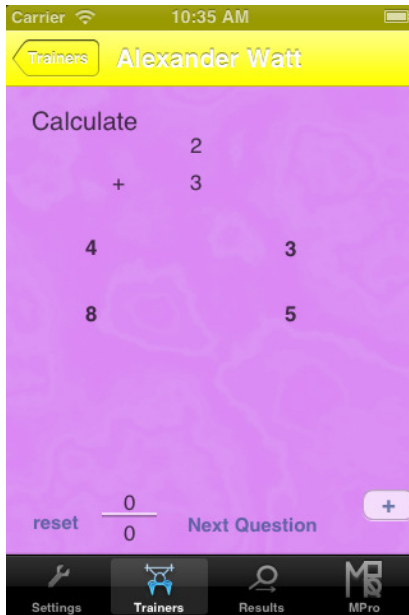 Carrier 10:35 AM
Trainers Alexander Watt
Calculate
2
+ 3
4 3
8 5
0
reset 0 Next Question +
Settings Trainers Results MPro